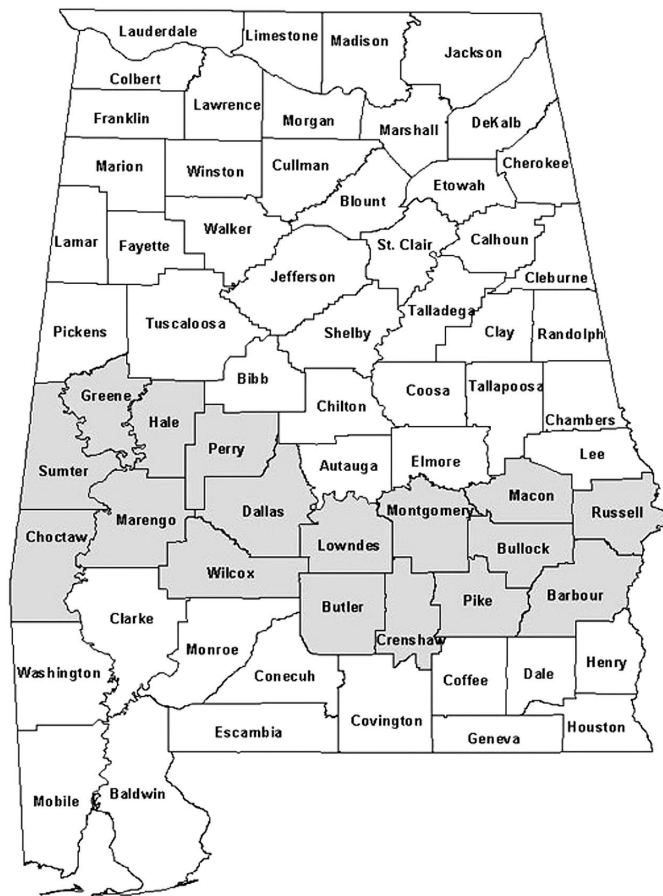 Lauderdale
Limestone
Madison
Jackson
Colbert
Lawrence
Franklin
Morgan
Marshall
DeKalb
Cherokee
Marion
Winston
Cullman
Blount
Etowah
Lamar
Fayette
Walker
St. Clair
Calhoun
Jefferson
Cleburne
Pickens
Tuscaloosa
Shelby
Talladega
Clay
Randolph
Bibb
Greene
Hale
Chilton
Coosa
Tallapoosa
Chambers
Sumter
Perry
Autauga
Elmore
Lee
Choctaw
Marengo
Dallas
Lowndes
Montgomery
Macon
Russell
Bullock
Wilcox
Butler
Crenshaw
Pike
Barbour
Clarke
Monroe
Washington
Conecuh
Coffee
Dale
Henry
Escambia
Covington
Geneva
Houston
Mobile
Baldwin